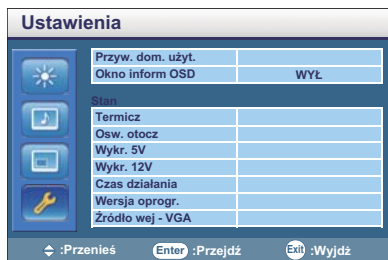 Ustawienia
Przyw. dom. użyt.
Okno inform OSD WYŁ
Stan
Termicz
Osw. otocz
Wykr. 5V
Wykr. 12V
Czas działania
Wersja oprogr.
Źródło wej - VGA
:Przenieś Enter :Przejdź Exit :Wyjdż